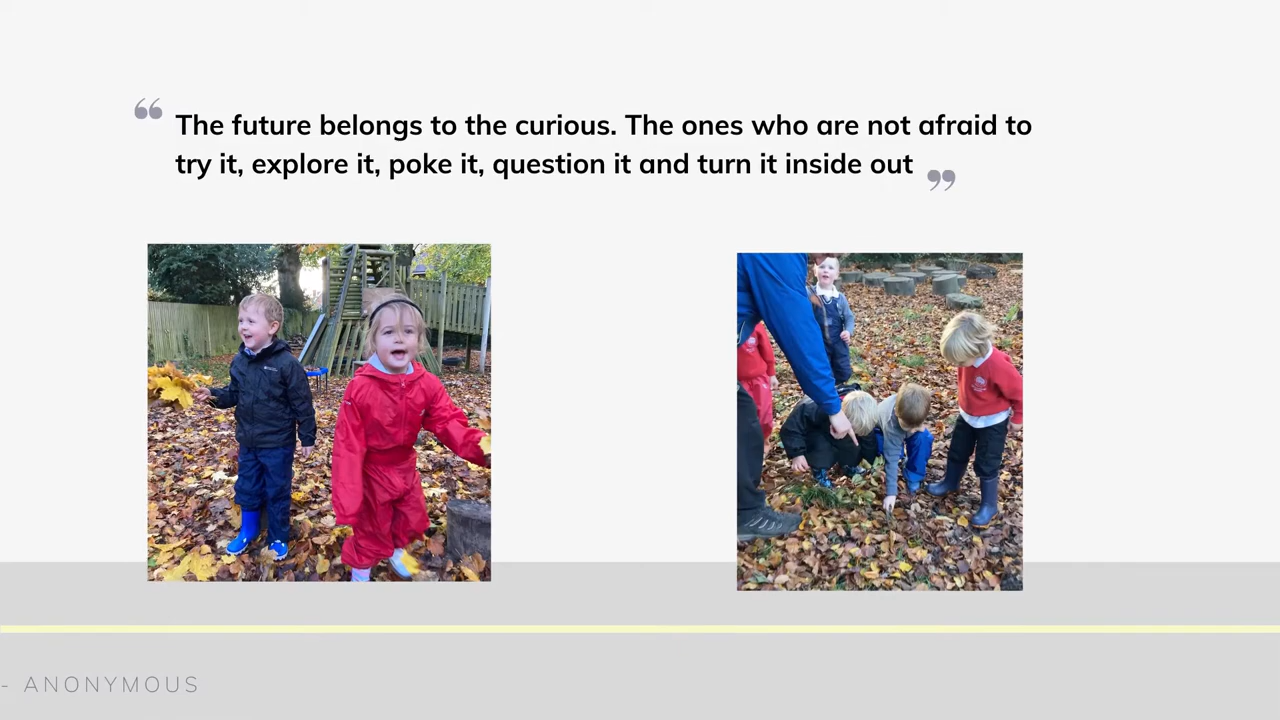 “ The future belongs to the curious. The ones who are not afraid to
try it, explore it, poke it, question it and turn it inside out ”
- ANONYMOUS